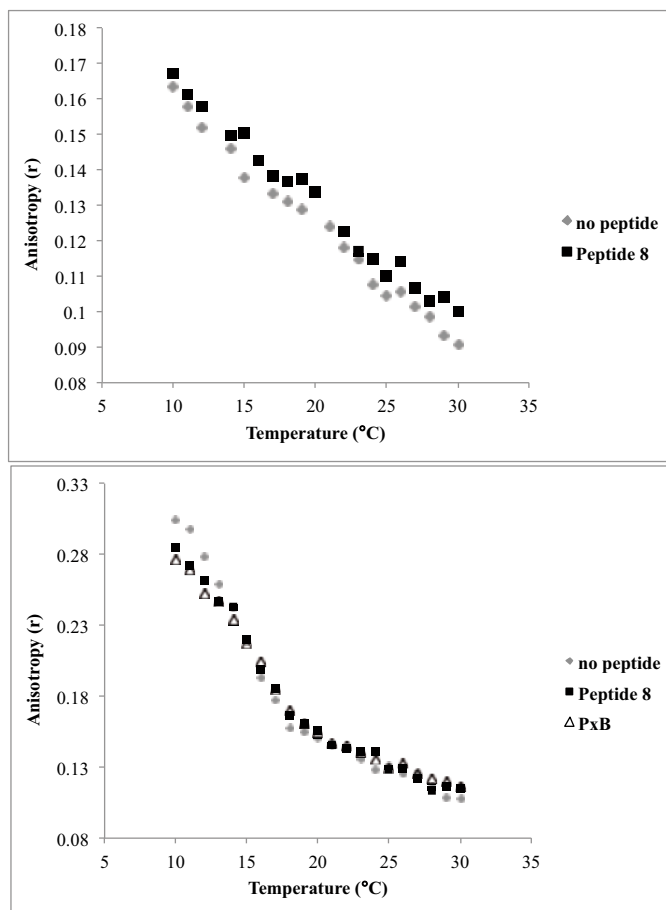 0.18
0.17
0.16
0.15
0.14
0.13
0.12
0.11
0.1
0.09
0.08
Anisotropy (r)
5 10 15 20 25 30 35
Temperature (°C)
no peptide
Peptide 8
0.33
0.28
0.23
0.18
0.13
0.08
Anisotropy (r)
5 10 15 20 25 30 35
Temperature (°C)
no peptide
Peptide 8
PxB